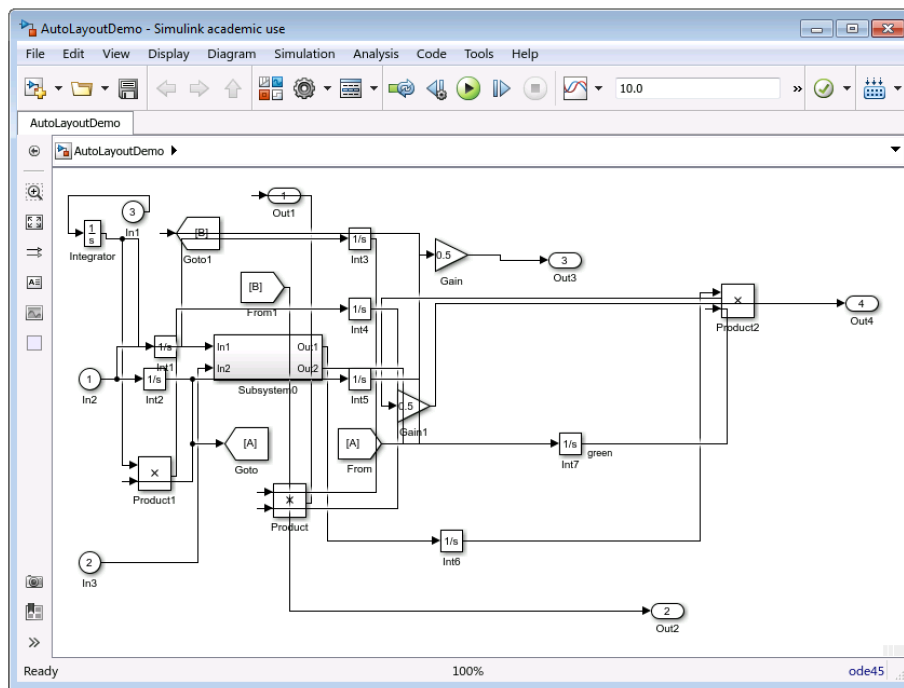 AutoLayoutDemo - Simulink academic use
File Edit View Display Diagram Simulation Analysis Code Tools Help
10.0 »
AutoLayoutDemo
AutoLayoutDemo
1
Out1
3
In1
1
s
Integrator
[B]
Goto1
1/s
Int3
0.5
Gain
3
Out3
[B]
From1
×
Product2
4
Out4
1/s
Int4
1/s
Int1
In1 Out1
In2 Out2
Subsystem0
1
In2
1/s
Int2
1/s
Int5
0.5
Gain1
[A]
Goto
[A]
From
1/s
Int7
green
×
Product1
×
Product
1/s
Int6
2
In3
2
Out2
Ready 100% ode45